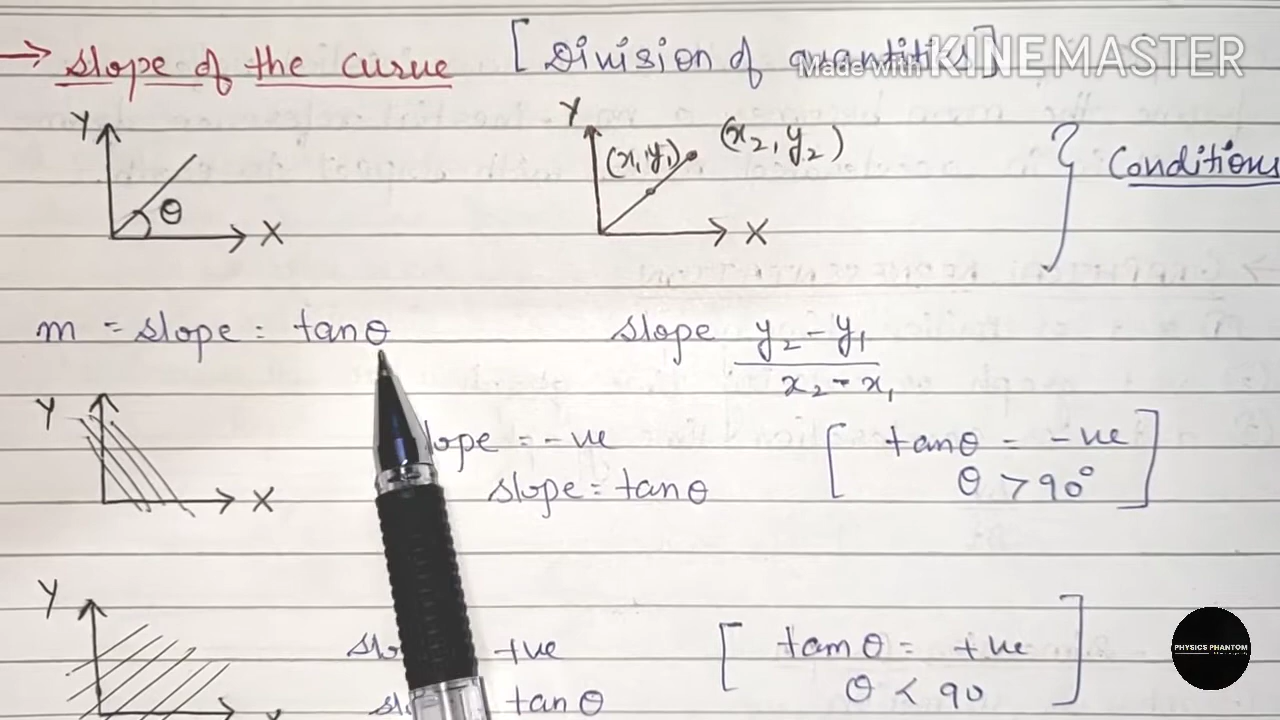 → Slope of the curve [Division of quantities]
Made with KINEMASTER
Y Y (x1,y1) (x2, y2) } Conditions
θ
X X
m = slope = tanθ slope y2 - y1
x2 - x1
Y slope = -ve [ tanθ = -ve ]
X slope = tanθ θ > 90°
Y
+ve [ tanθ = +ve ]
tanθ θ < 90
PHYSICS PHANTOM